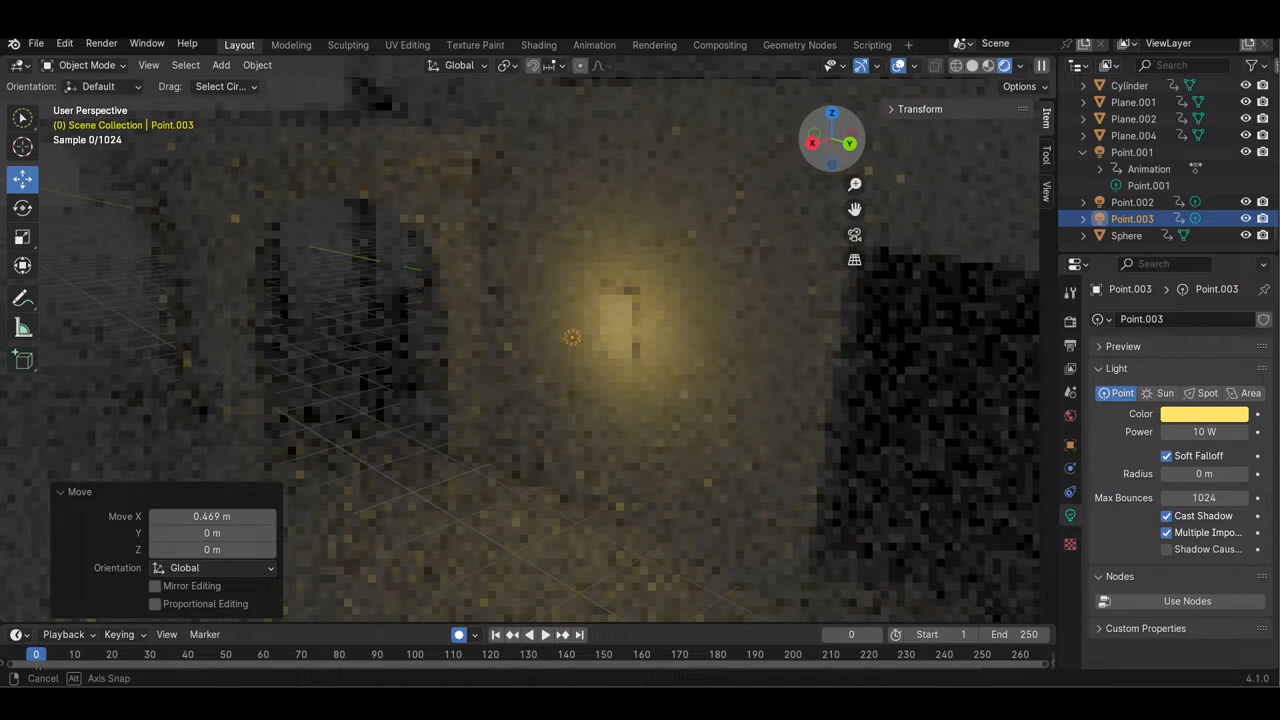 File Edit Render Window Help Layout Modeling Sculpting UV Editing Texture Paint Shading Animation Rendering Compositing Geometry Nodes Scripting + Scene ViewLayer
Object Mode View Select Add Object Global Search
Orientation: Default Drag: Select Cir... Options
User Perspective
(0) Scene Collection | Point.003
Sample 0/1024
Transform
Z
X
Y
Item
Tool
View
Cylinder
Plane.001
Plane.002
Plane.004
Point.001
Animation
Point.001
Point.002
Point.003
Sphere
Search
Point.003 Point.003
Point.003
Preview
Light
Point Sun Spot Area
Color
Power 10 W
Soft Falloff
Radius 0 m
Max Bounces 1024
Cast Shadow
Multiple Impo...
Shadow Caus...
Nodes
Use Nodes
Custom Properties
Move
Move X 0.469 m
Y 0 m
Z 0 m
Orientation Global
Mirror Editing
Proportional Editing
Playback Keying View Marker 0 Start 1 End 250
0 10 20 30 40 50 60 70 80 90 100 110 120 130 140 150 160 170 180 190 200 210 220 230 240 250 260
Cancel Alt Axis Snap 4.1.0